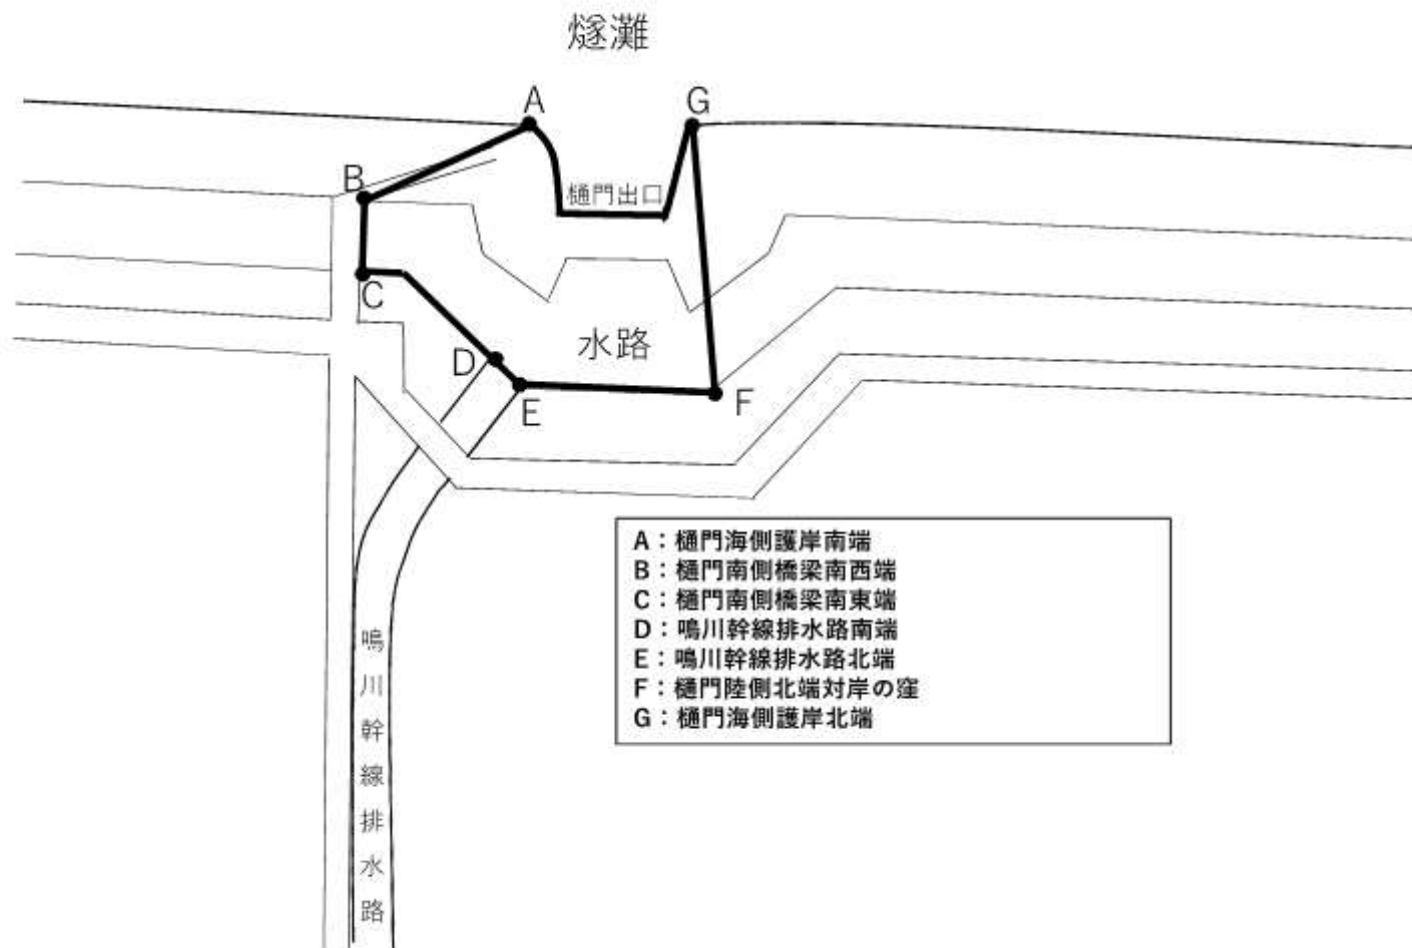 燧灘
A
G
B
樋門出口
C
水路
D
E
F
A：樋門海側護岸南端
B：樋門南側橋梁南西端
C：樋門南側橋梁南東端
D：鳴川幹線排水路南端
E：鳴川幹線排水路北端
F：樋門陸側北端対岸の窪
G：樋門海側護岸北端
鳴川幹線排水路